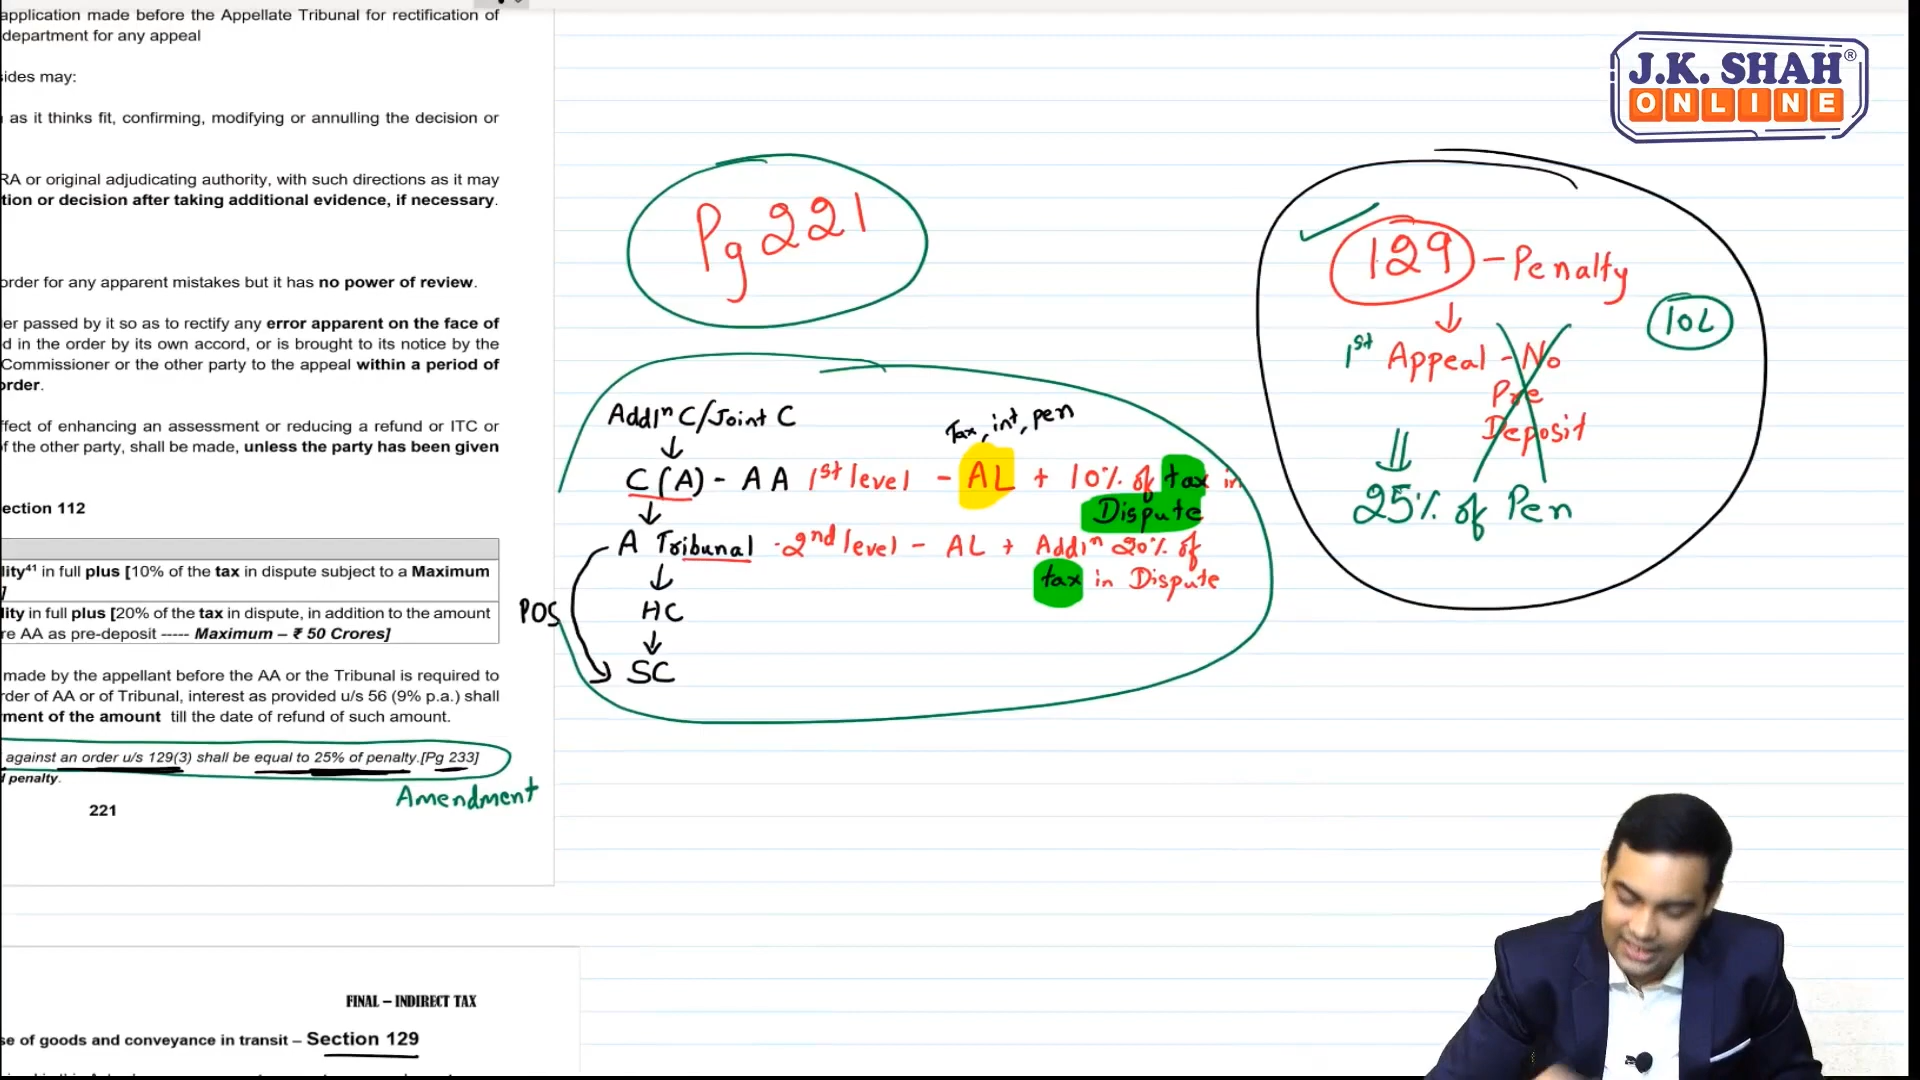 application made before the Appellate Tribunal for rectification of
department for any appeal
sides may:
as it thinks fit, confirming, modifying or annulling the decision or
RA or original adjudicating authority, with such directions as it may
tion or decision after taking additional evidence, if necessary.
order for any apparent mistakes but it has no power of review.
er passed by it so as to rectify any error apparent on the face of
d in the order by its own accord, or is brought to its notice by the
Commissioner or the other party to the appeal within a period of
order.
ffect of enhancing an assessment or reducing a refund or ITC or
of the other party, shall be made, unless the party has been given
ection 112
lity41 in full plus [10% of the tax in dispute subject to a Maximum
]
lity in full plus [20% of the tax in dispute, in addition to the amount
re AA as pre-deposit ----- Maximum – ₹ 50 Crores]
made by the appellant before the AA or the Tribunal is required to
rder of AA or of Tribunal, interest as provided u/s 56 (9% p.a.) shall
ment of the amount till the date of refund of such amount.
against an order u/s 129(3) shall be equal to 25% of penalty.[Pg 233]
d penalty.
Amendment
221
FINAL – INDIRECT TAX
se of goods and conveyance in transit – Section 129
Pg 221
Addln C/Joint C
Tax, int, pen
C (A) - AA 1st level - AL + 10% of tax in
Dispute
A Tribunal - 2nd level - AL + Addln 20% of
tax in Dispute
POS
HC
SC
129 - Penalty
10L
1st Appeal - No
Pre
Deposit
25% of Pen
J.K. SHAH®
ONLINE